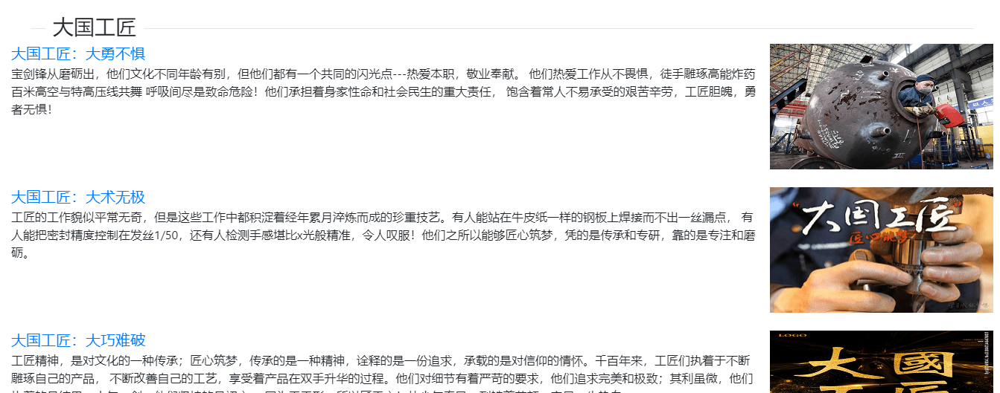 大国工匠
大国工匠：大勇不惧
宝剑锋从磨砺出，他们文化不同年龄有别，但他们都有一个共同的闪光点---热爱本职，敬业奉献。 他们热爱工作从不畏惧，徒手雕琢高能炸药
百米高空与特高压线共舞 呼吸间尽是致命危险！他们承担着身家性命和社会民生的重大责任， 饱含着常人不易承受的艰苦辛劳，工匠胆魄，勇
者无惧！
大国工匠：大术无极
工匠的工作貌似平常无奇，但是这些工作中都积淀着经年累月淬炼而成的珍重技艺。有人能站在牛皮纸一样的钢板上焊接而不出一丝漏点， 有
人能把密封精度控制在发丝1/50，还有人检测手感堪比x光般精准，令人叹服！他们之所以能够匠心筑梦，凭的是传承和专研，靠的是专注和磨
砺。
"大国工匠"
匠心筑梦
大国工匠：大巧难破
工匠精神，是对文化的一种传承；匠心筑梦，传承的是一种精神，诠释的是一份追求，承载的是对信仰的情怀。千百年来，工匠们执着于不断
雕琢自己的产品， 不断改善自己的工艺，享受着产品在双手升华的过程。他们对细节有着严苛的要求，他们追求完美和极致；其利虽微，他们
LOGO
大國